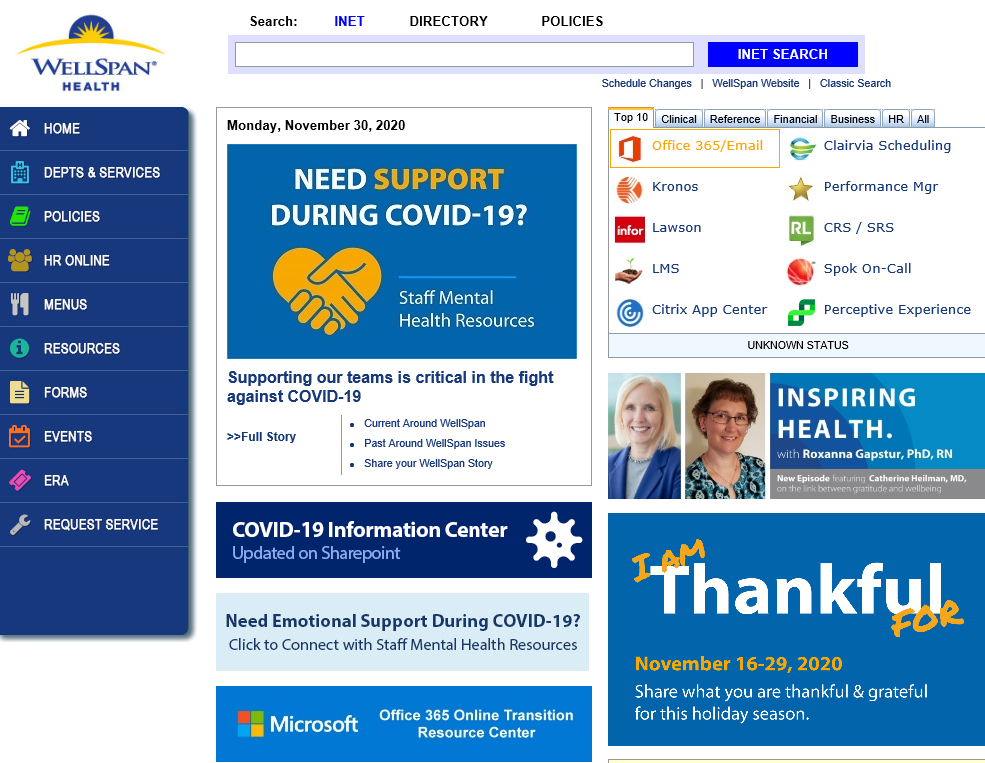 WELLSPAN®
HEALTH
Search: INET DIRECTORY POLICIES
INET SEARCH
Schedule Changes | WellSpan Website | Classic Search
HOME
DEPTS & SERVICES
POLICIES
HR ONLINE
MENUS
RESOURCES
FORMS
EVENTS
ERA
REQUEST SERVICE
Monday, November 30, 2020
NEED SUPPORT
DURING COVID-19?
Staff Mental
Health Resources
Supporting our teams is critical in the fight
against COVID-19
>>Full Story
Current Around WellSpan
Past Around WellSpan Issues
Share your WellSpan Story
COVID-19 Information Center
Updated on Sharepoint
Need Emotional Support During COVID-19?
Click to Connect with Staff Mental Health Resources
Microsoft
Office 365 Online Transition
Resource Center
Top 10 Clinical Reference Financial Business HR All
Office 365/Email Clairvia Scheduling
Kronos Performance Mgr
infor Lawson RL CRS / SRS
LMS Spok On-Call
Citrix App Center Perceptive Experience
UNKNOWN STATUS
INSPIRING
HEALTH.
with Roxanna Gapstur, PhD, RN
New Episode featuring Catherine Heilman, MD,
on the link between gratitude and wellbeing
I AM
Thankful
FOR
November 16-29, 2020
Share what you are thankful & grateful
for this holiday season.